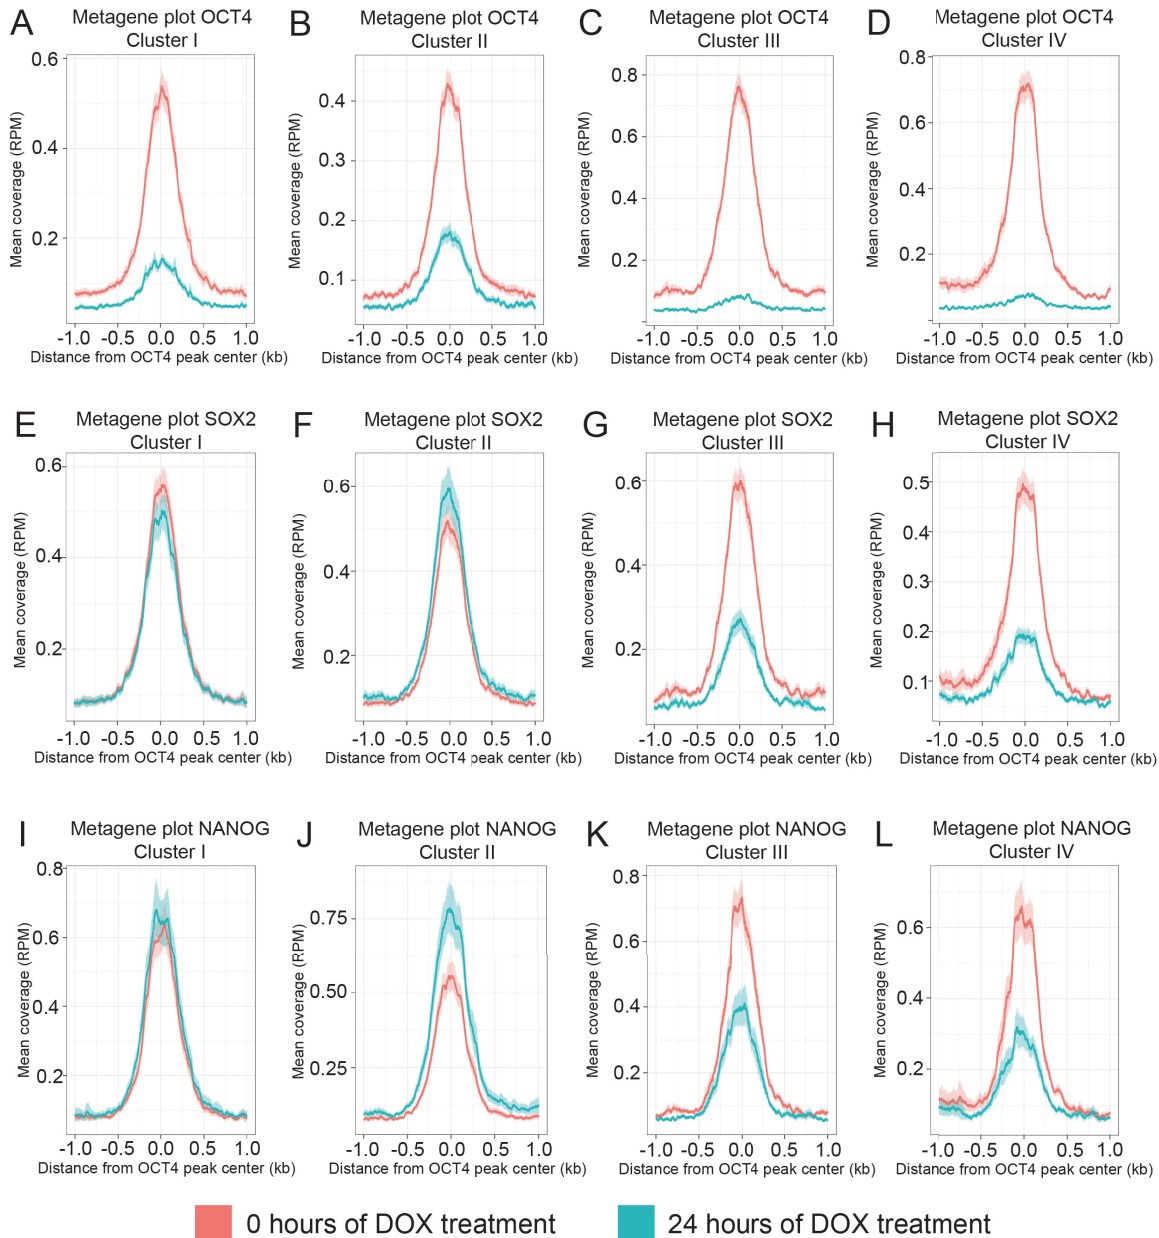 A
Metagene plot OCT4
Cluster I
Mean coverage (RPM)
0.6
0.4
0.2
0.0
-1.0 -0.5 0.0 0.5 1.0
Distance from OCT4 peak center (kb)
B
Metagene plot OCT4
Cluster II
Mean coverage (RPM)
0.4
0.3
0.2
0.1
-1.0 -0.5 0.0 0.5 1.0
Distance from OCT4 peak center (kb)
C
Metagene plot OCT4
Cluster III
Mean coverage (RPM)
0.8
0.6
0.4
0.2
-1.0 -0.5 0.0 0.5 1.0
Distance from OCT4 peak center (kb)
D
Metagene plot OCT4
Cluster IV
Mean coverage (RPM)
0.8
0.6
0.4
0.2
-1.0 -0.5 0.0 0.5 1.0
Distance from OCT4 peak center (kb)
E
Metagene plot SOX2
Cluster I
Mean coverage (RPM)
0.6
0.4
0.2
-1.0 -0.5 0.0 0.5 1.0
Distance from OCT4 peak center (kb)
F
Metagene plot SOX2
Cluster II
Mean coverage (RPM)
0.6
0.4
0.2
-1.0 -0.5 0.0 0.5 1.0
Distance from OCT4 peak center (kb)
G
Metagene plot SOX2
Cluster III
Mean coverage (RPM)
0.6
0.4
0.2
-1.0 -0.5 0.0 0.5 1.0
Distance from OCT4 peak center (kb)
H
Metagene plot SOX2
Cluster IV
Mean coverage (RPM)
0.5
0.4
0.3
0.2
0.1
-1.0 -0.5 0.0 0.5 1.0
Distance from OCT4 peak center (kb)
I
Metagene plot NANOG
Cluster I
Mean coverage (RPM)
0.8
0.6
0.4
0.2
-1.0 -0.5 0.0 0.5 1.0
Distance from OCT4 peak center (kb)
J
Metagene plot NANOG
Cluster II
Mean coverage (RPM)
0.75
0.50
0.25
-1.0 -0.5 0.0 0.5 1.0
Distance from OCT4 peak center (kb)
K
Metagene plot NANOG
Cluster III
Mean coverage (RPM)
0.8
0.6
0.4
0.2
-1.0 -0.5 0.0 0.5 1.0
Distance from OCT4 peak center (kb)
L
Metagene plot NANOG
Cluster IV
Mean coverage (RPM)
0.6
0.4
0.2
-1.0 -0.5 0.0 0.5 1.0
Distance from OCT4 peak center (kb)
0 hours of DOX treatment
24 hours of DOX treatment